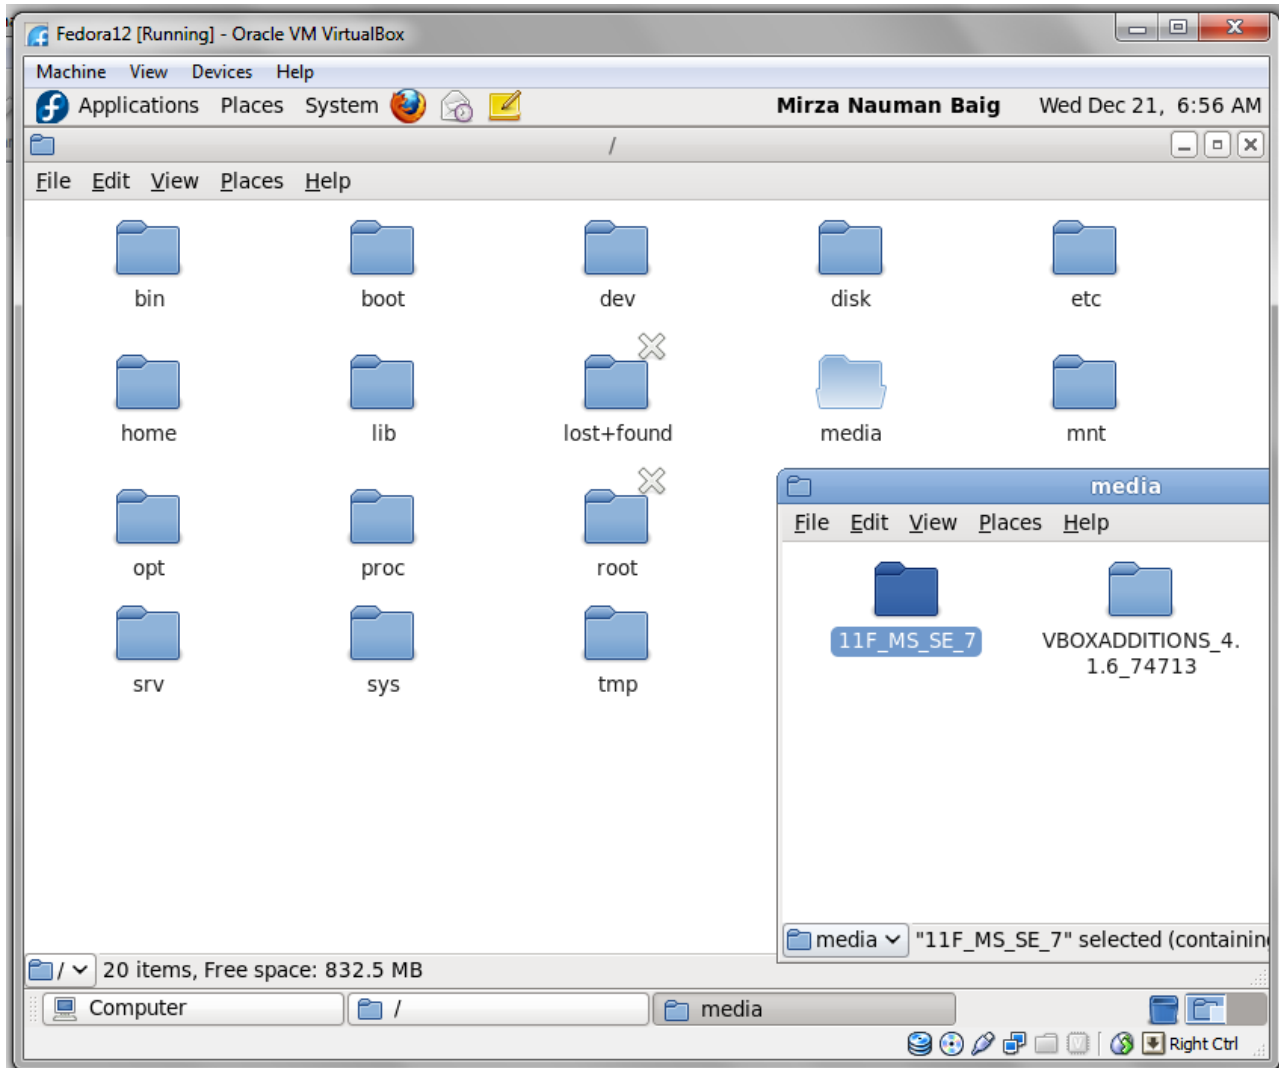 Fedora12 [Running] - Oracle VM VirtualBox
Machine View Devices Help
Applications Places System Mirza Nauman Baig Wed Dec 21, 6:56 AM
/
File Edit View Places Help
bin boot dev disk etc
home lib lost+found media mnt
opt proc root
srv sys tmp
media
File Edit View Places Help
11F_MS_SE_7 VBOXADDITIONS_4.
1.6_74713
media "11F_MS_SE_7" selected (containin
/ 20 items, Free space: 832.5 MB
Computer / media
Right Ctrl